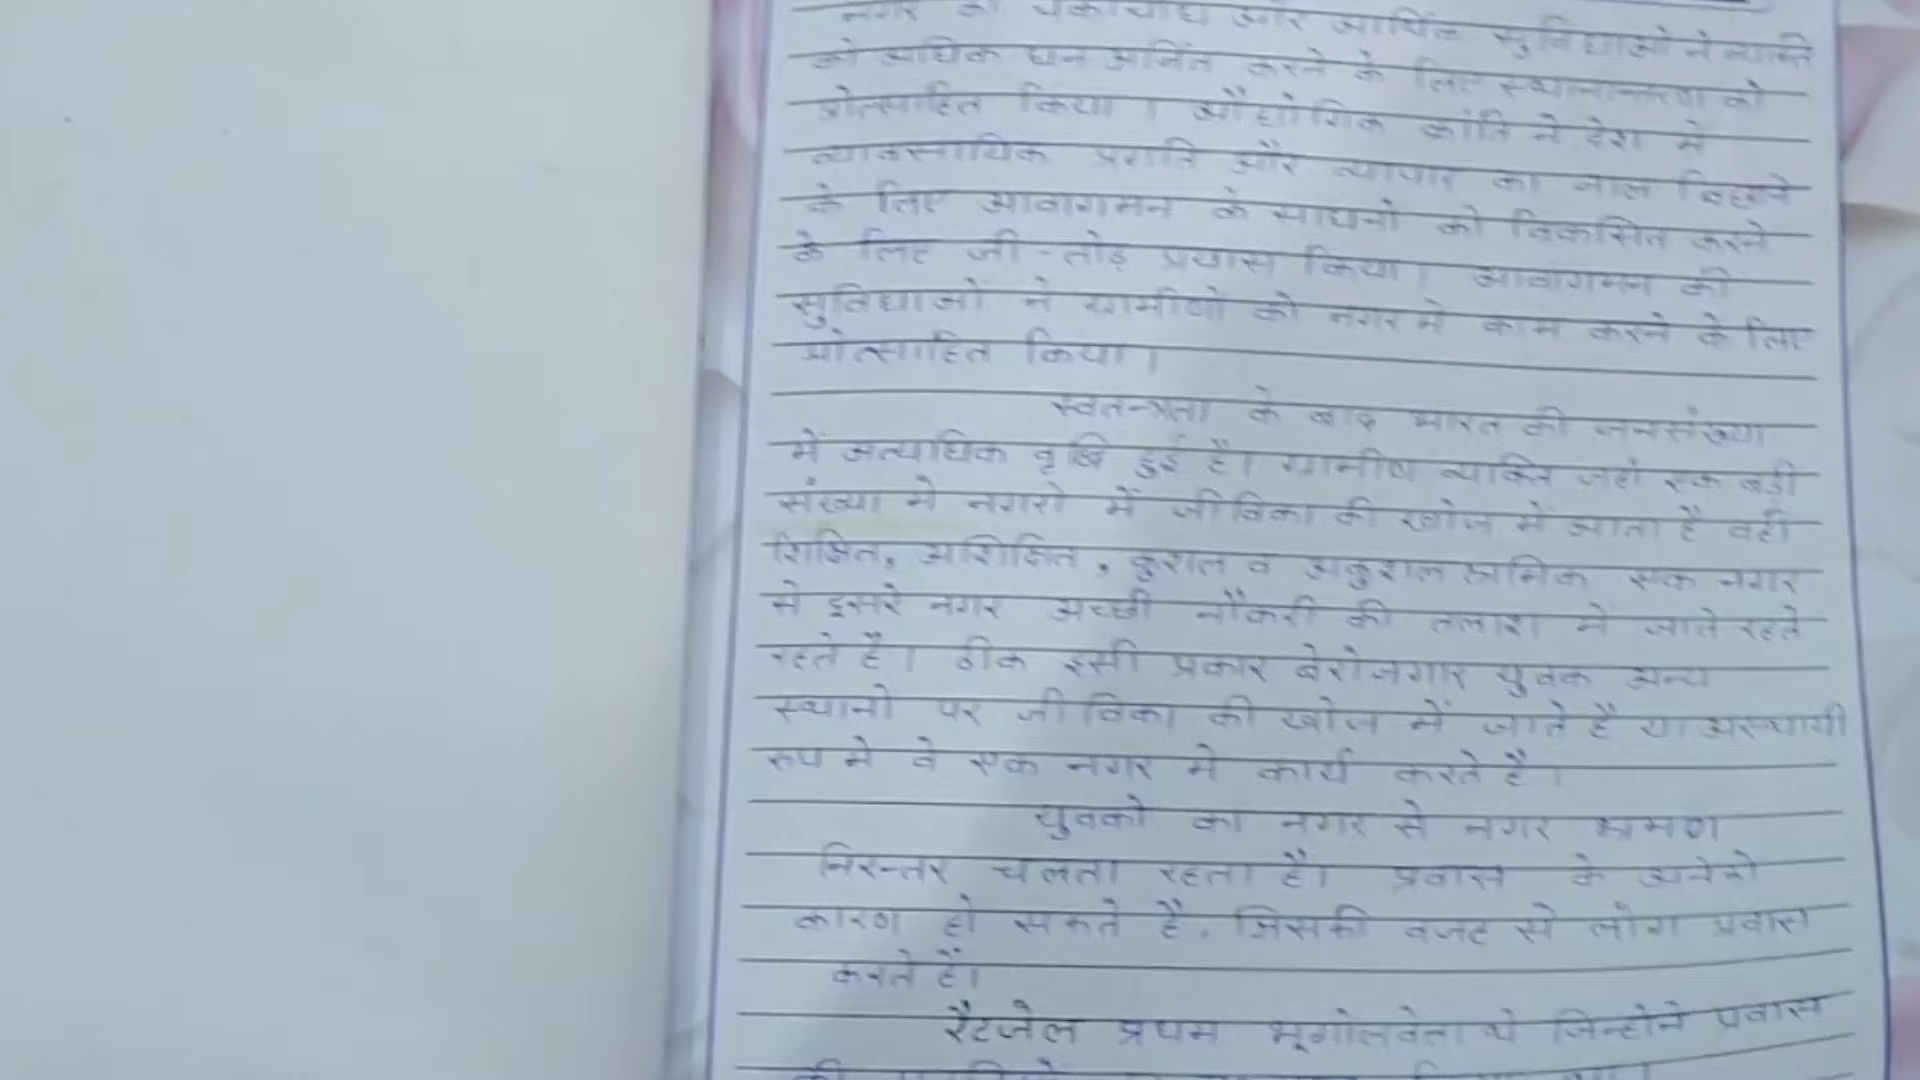 नगर की चकाचौंध और आर्थिक सुविधाओ ने व्यक्ति
को अधिक धन अर्जित करने के लिए स्थानान्तरण को
प्रोत्साहित किया। औद्योगिक क्रांति ने देश मे
व्यावसायिक प्रगति और व्यापार का जाल बिछाने
के लिए आवागमन के साधनो को विकसित करने
के लिए जी-तोड़ प्रयास किया। आवागमन की
सुविधाओं ने ग्रामीणो को नगर मे काम करने के लिए
प्रोत्साहित किया।
स्वतन्त्रता के बाद भारत की जनसंख्या
में अत्यधिक वृद्धि हुई है। ग्रामीण व्यक्ति जहां एक बड़ी
संख्या मे नगरो में जीविका की खोज में आता है वही
शिक्षित, अशिक्षित, कुशल व अकुशल श्रमिक एक नगर
से दूसरे नगर अच्छी नौकरी की तलाश मे जाते रहते
रहते है। ठीक इसी प्रकार बेरोजगार युवक अन्य
स्थानो पर जीविका की खोज में जाते है या अस्थायी
रूप मे वे एक नगर मे कार्य करते है।
युवको का नगर से नगर भ्रमण
निरन्तर चलता रहता है। प्रवास के अनेको
कारण हो सकते है, जिसकी वजह से लोग प्रवास
करते हैं।
रैटजेल प्रथम भूगोलवेता थे जिन्होने प्रवास